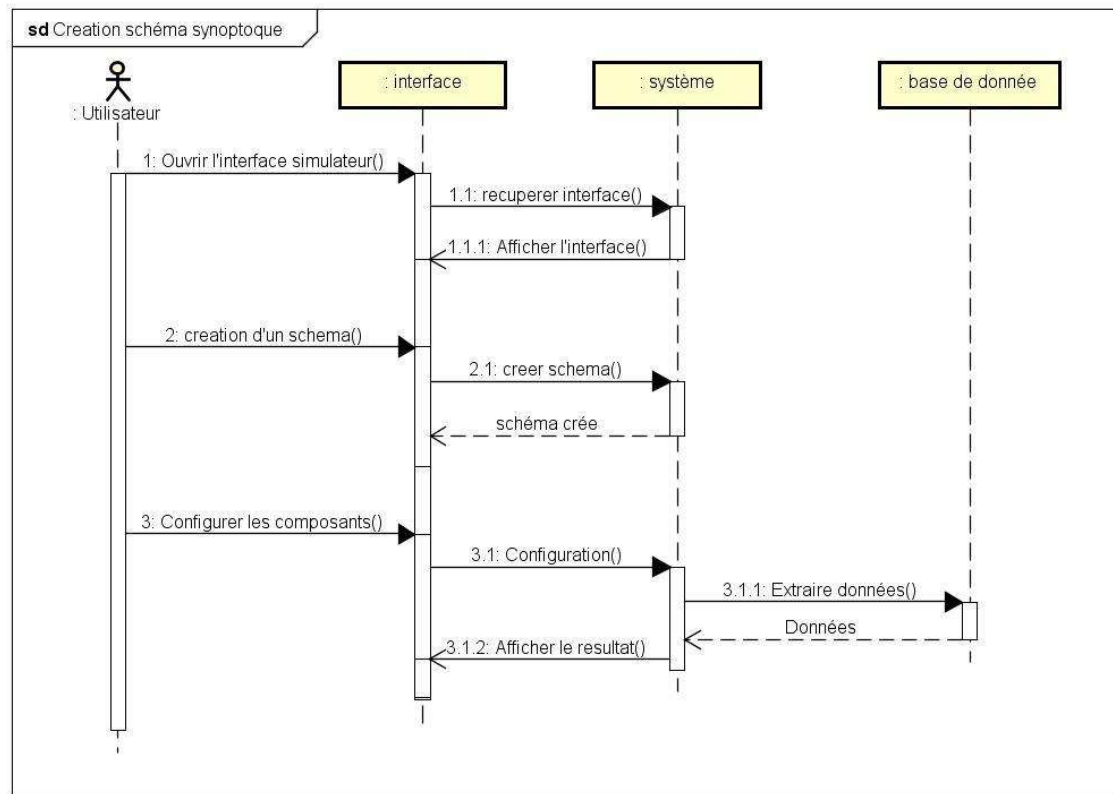 sd Creation schéma synoptoque
: Utilisateur
: interface
: système
: base de donnée
1: Ouvrir l'interface simulateur()
1.1: recuperer interface()
1.1.1: Afficher l'interface()
2: creation d'un schema()
2.1: creer schema()
schéma crée
3: Configurer les composants()
3.1: Configuration()
3.1.1: Extraire données()
Données
3.1.2: Afficher le resultat()